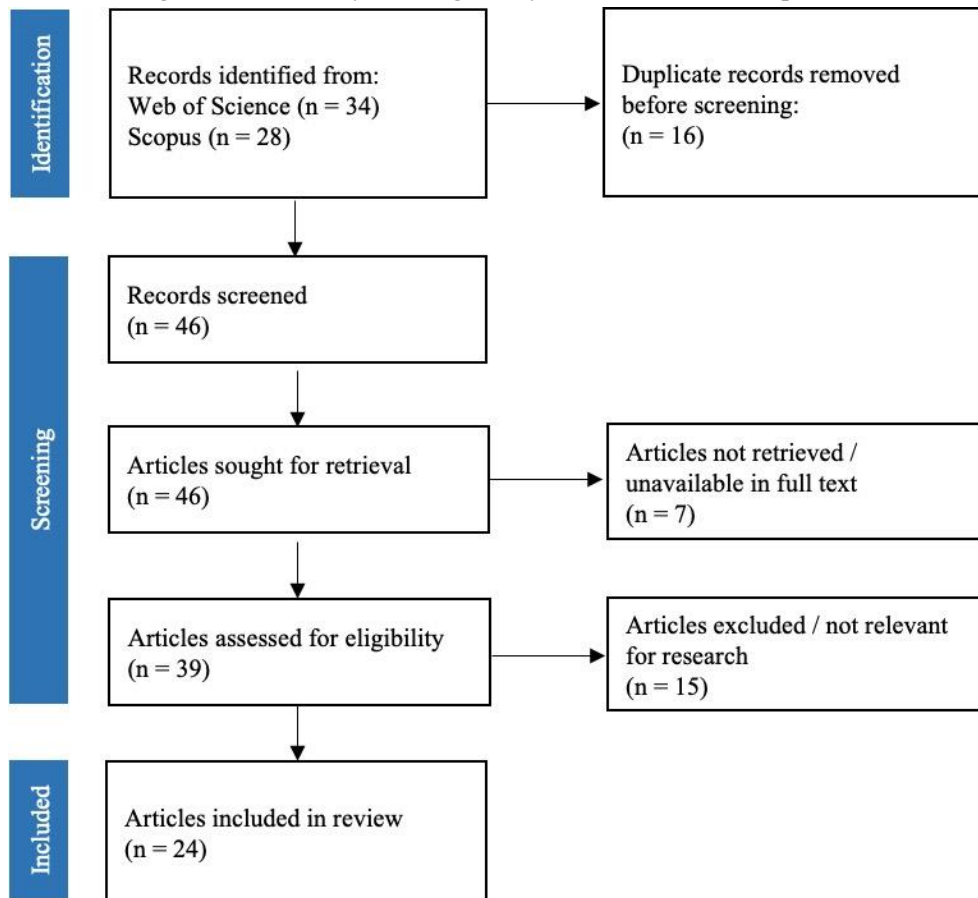 Identification
Records identified from:
Web of Science (n = 34)
Scopus (n = 28)
Duplicate records removed
before screening:
(n = 16)
Screening
Records screened
(n = 46)
Articles sought for retrieval
(n = 46)
Articles not retrieved /
unavailable in full text
(n = 7)
Articles assessed for eligibility
(n = 39)
Articles excluded / not relevant
for research
(n = 15)
Included
Articles included in review
(n = 24)